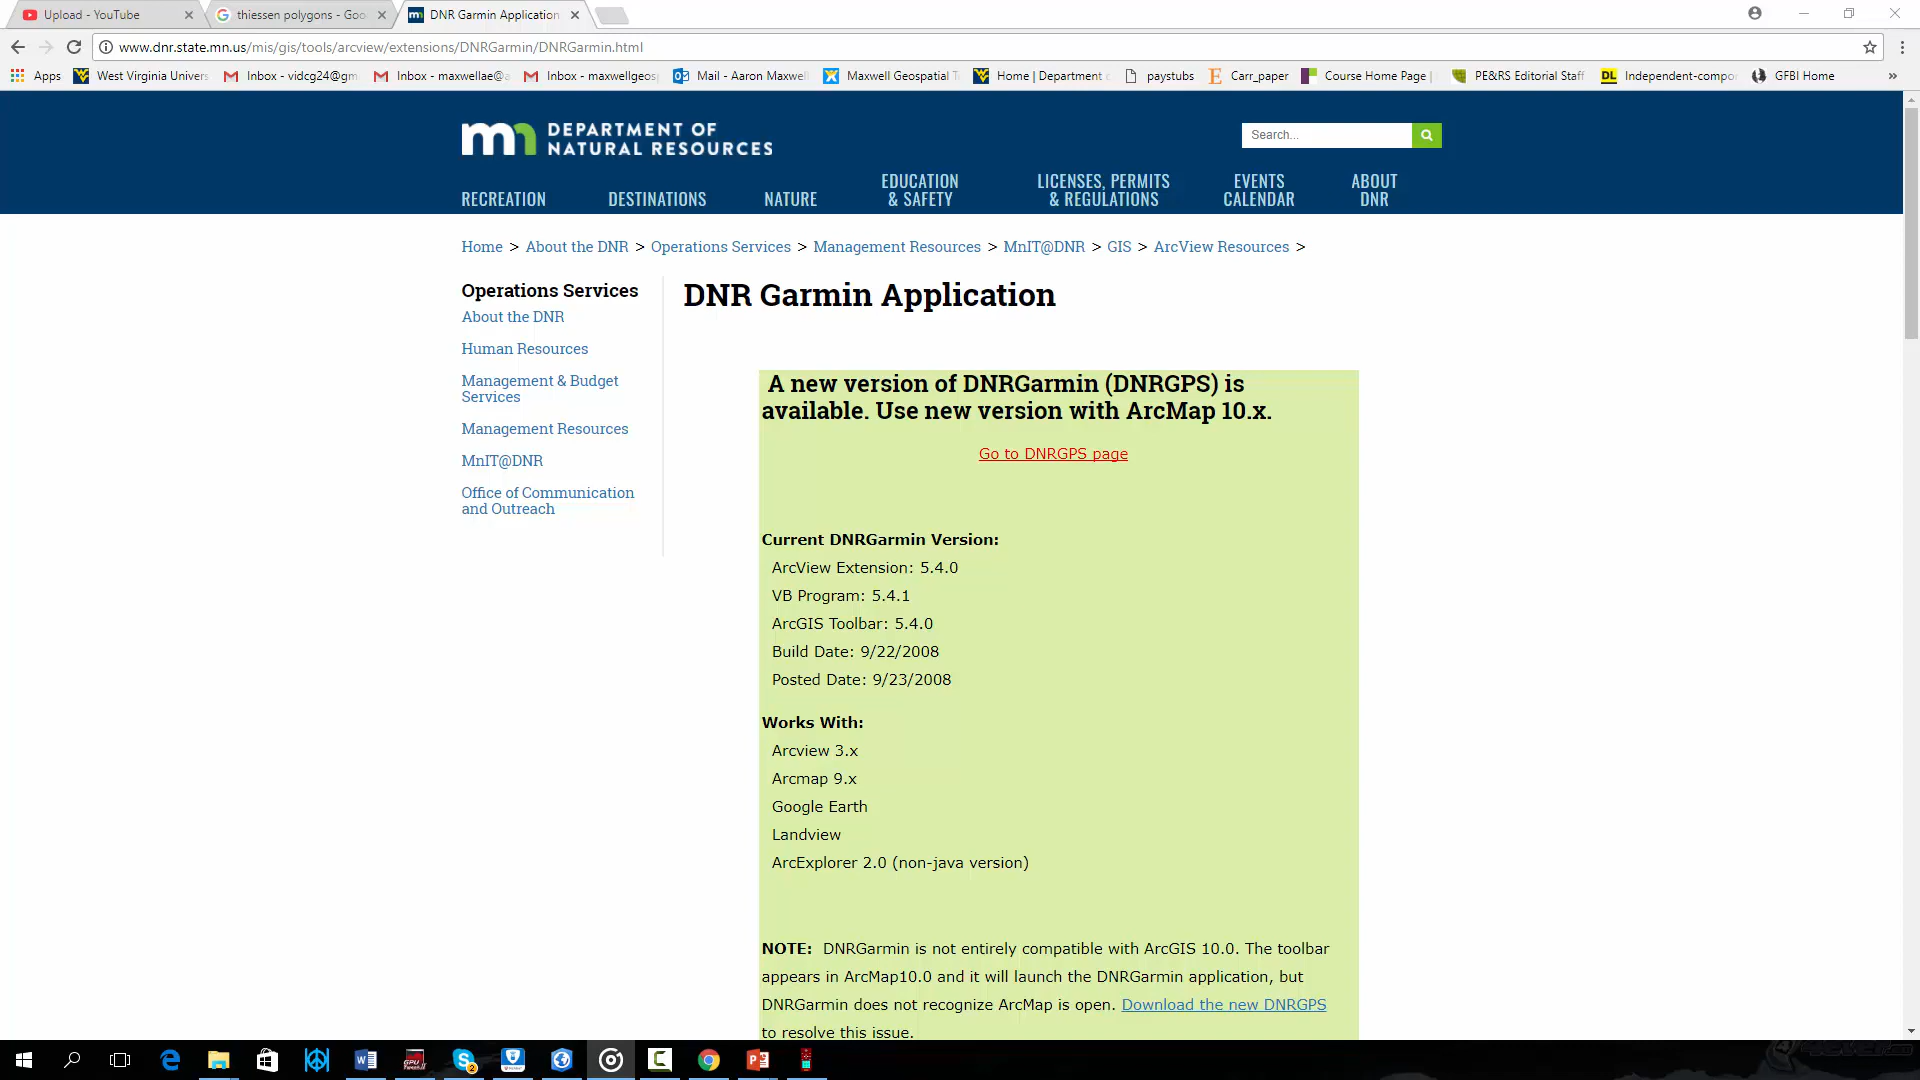 Upload - YouTube
thiessen polygons - Goo
DNR Garmin Application
www.dnr.state.mn.us/mis/gis/tools/arcview/extensions/DNRGarmin/DNRGarmin.html
Apps
West Virginia Univers
Inbox - vidcg24@gm
Inbox - maxwellae@a
Inbox - maxwellgeos
Mail - Aaron Maxwel
Maxwell Geospatial T
Home | Department o
paystubs
Carr_paper
Course Home Page |
PE&RS Editorial Staff
DL Independent-compo
GFBI Home
mn DEPARTMENT OF
NATURAL RESOURCES
Search...
RECREATION
DESTINATIONS
NATURE
EDUCATION
& SAFETY
LICENSES, PERMITS
& REGULATIONS
EVENTS
CALENDAR
ABOUT
DNR
Home > About the DNR > Operations Services > Management Resources > MnIT@DNR > GIS > ArcView Resources >
Operations Services
About the DNR
Human Resources
Management & Budget
Services
Management Resources
MnIT@DNR
Office of Communication
and Outreach
DNR Garmin Application
A new version of DNRGarmin (DNRGPS) is
available. Use new version with ArcMap 10.x.
Go to DNRGPS page
Current DNRGarmin Version:
ArcView Extension: 5.4.0
VB Program: 5.4.1
ArcGIS Toolbar: 5.4.0
Build Date: 9/22/2008
Posted Date: 9/23/2008
Works With:
Arcview 3.x
Arcmap 9.x
Google Earth
Landview
ArcExplorer 2.0 (non-java version)
NOTE: DNRGarmin is not entirely compatible with ArcGIS 10.0. The toolbar
appears in ArcMap10.0 and it will launch the DNRGarmin application, but
DNRGarmin does not recognize ArcMap is open. Download the new DNRGPS
to resolve this issue.